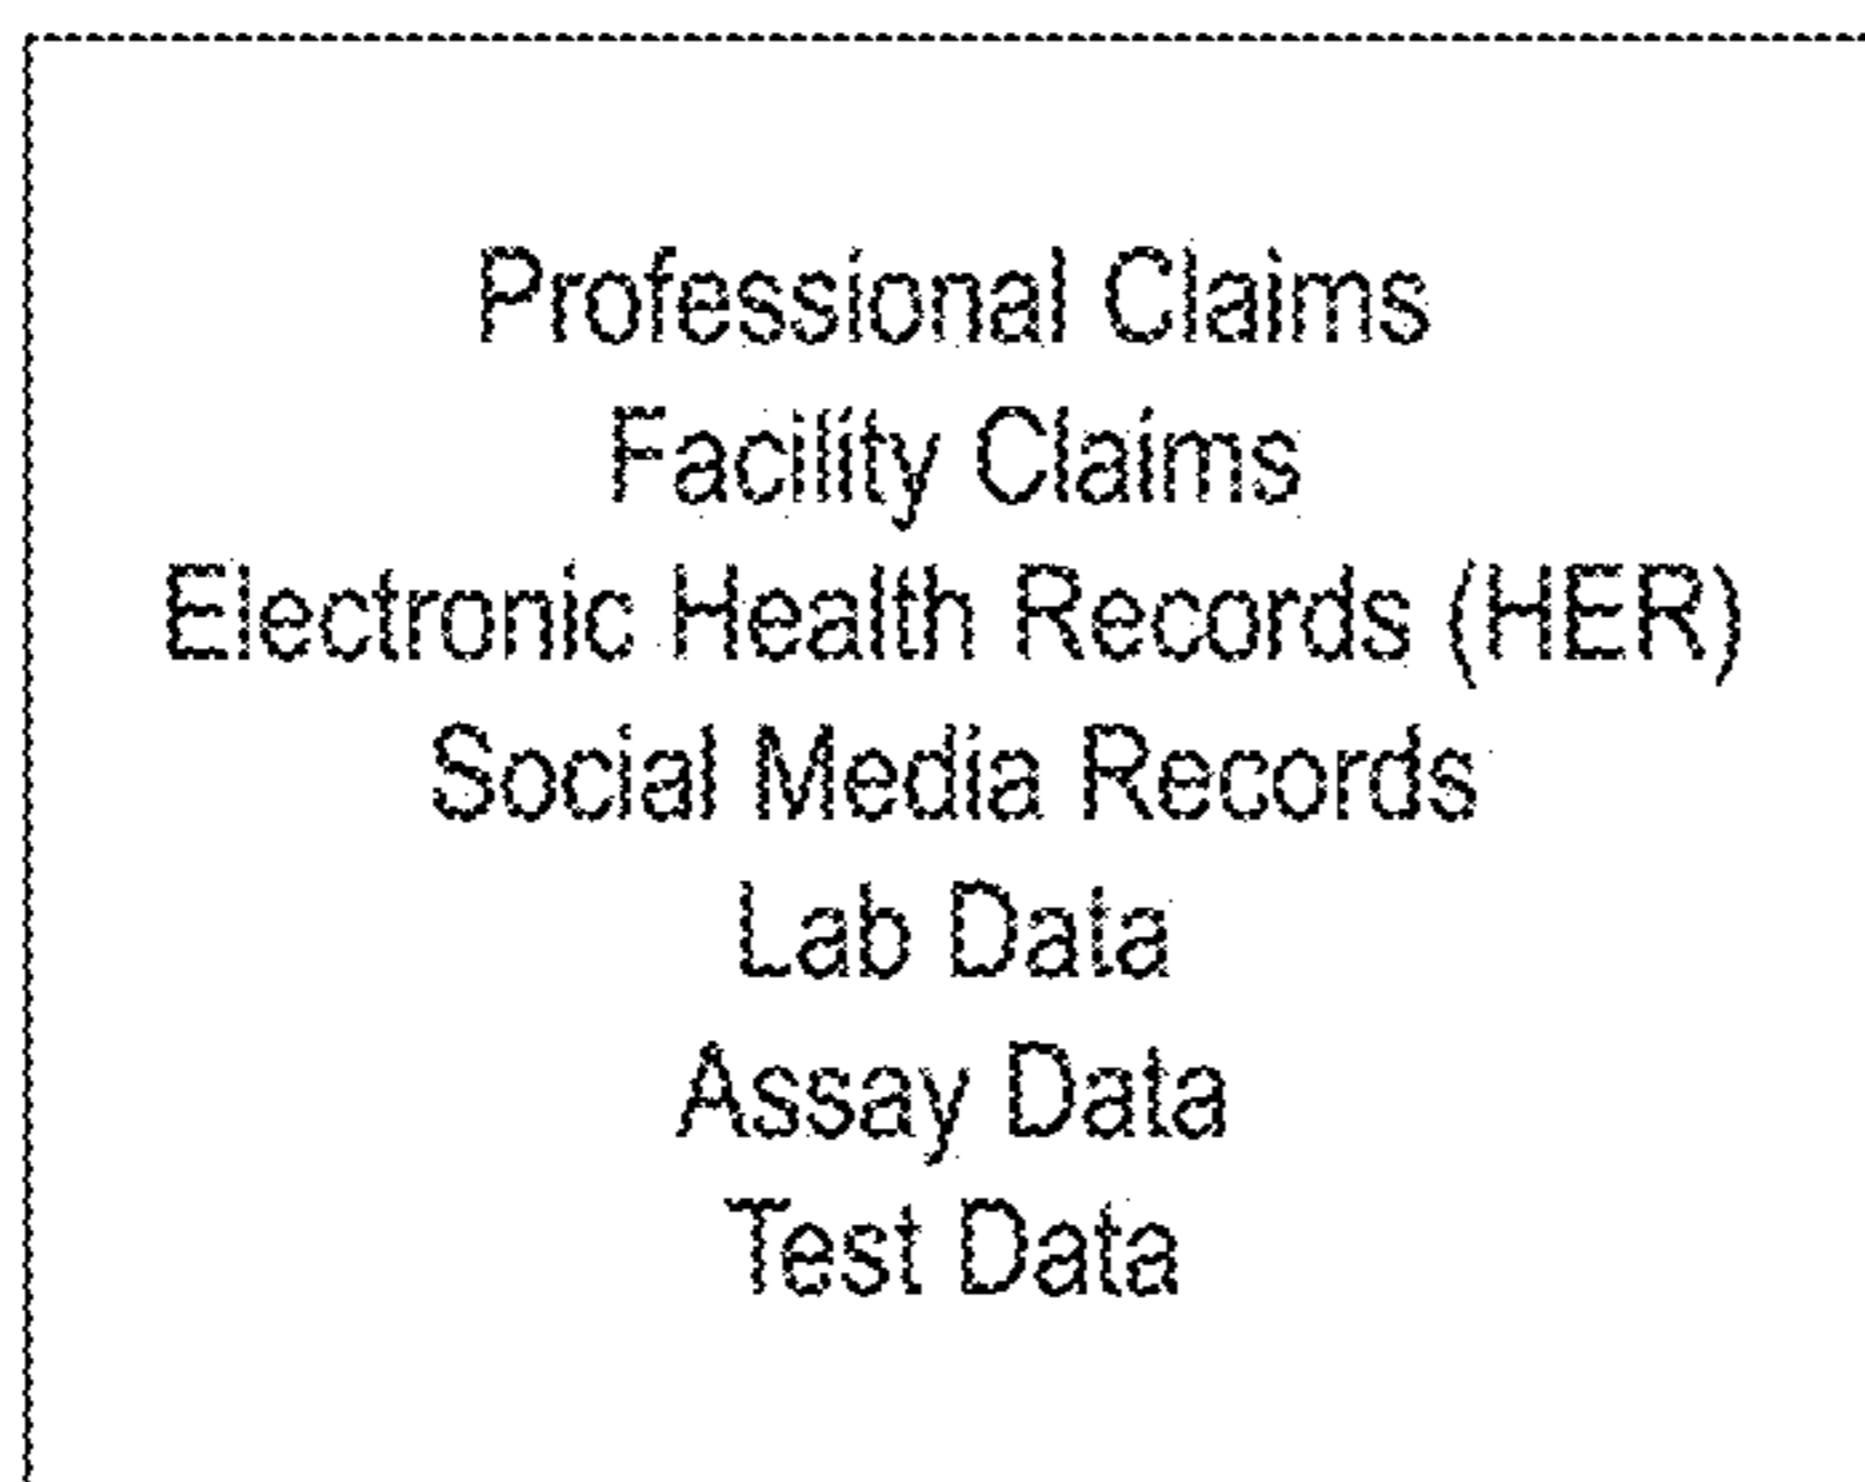 Professional Claims
Facility Claims
Electronic Health Records (HER)
Social Media Records
Lab Data
Assay Data
Test Data